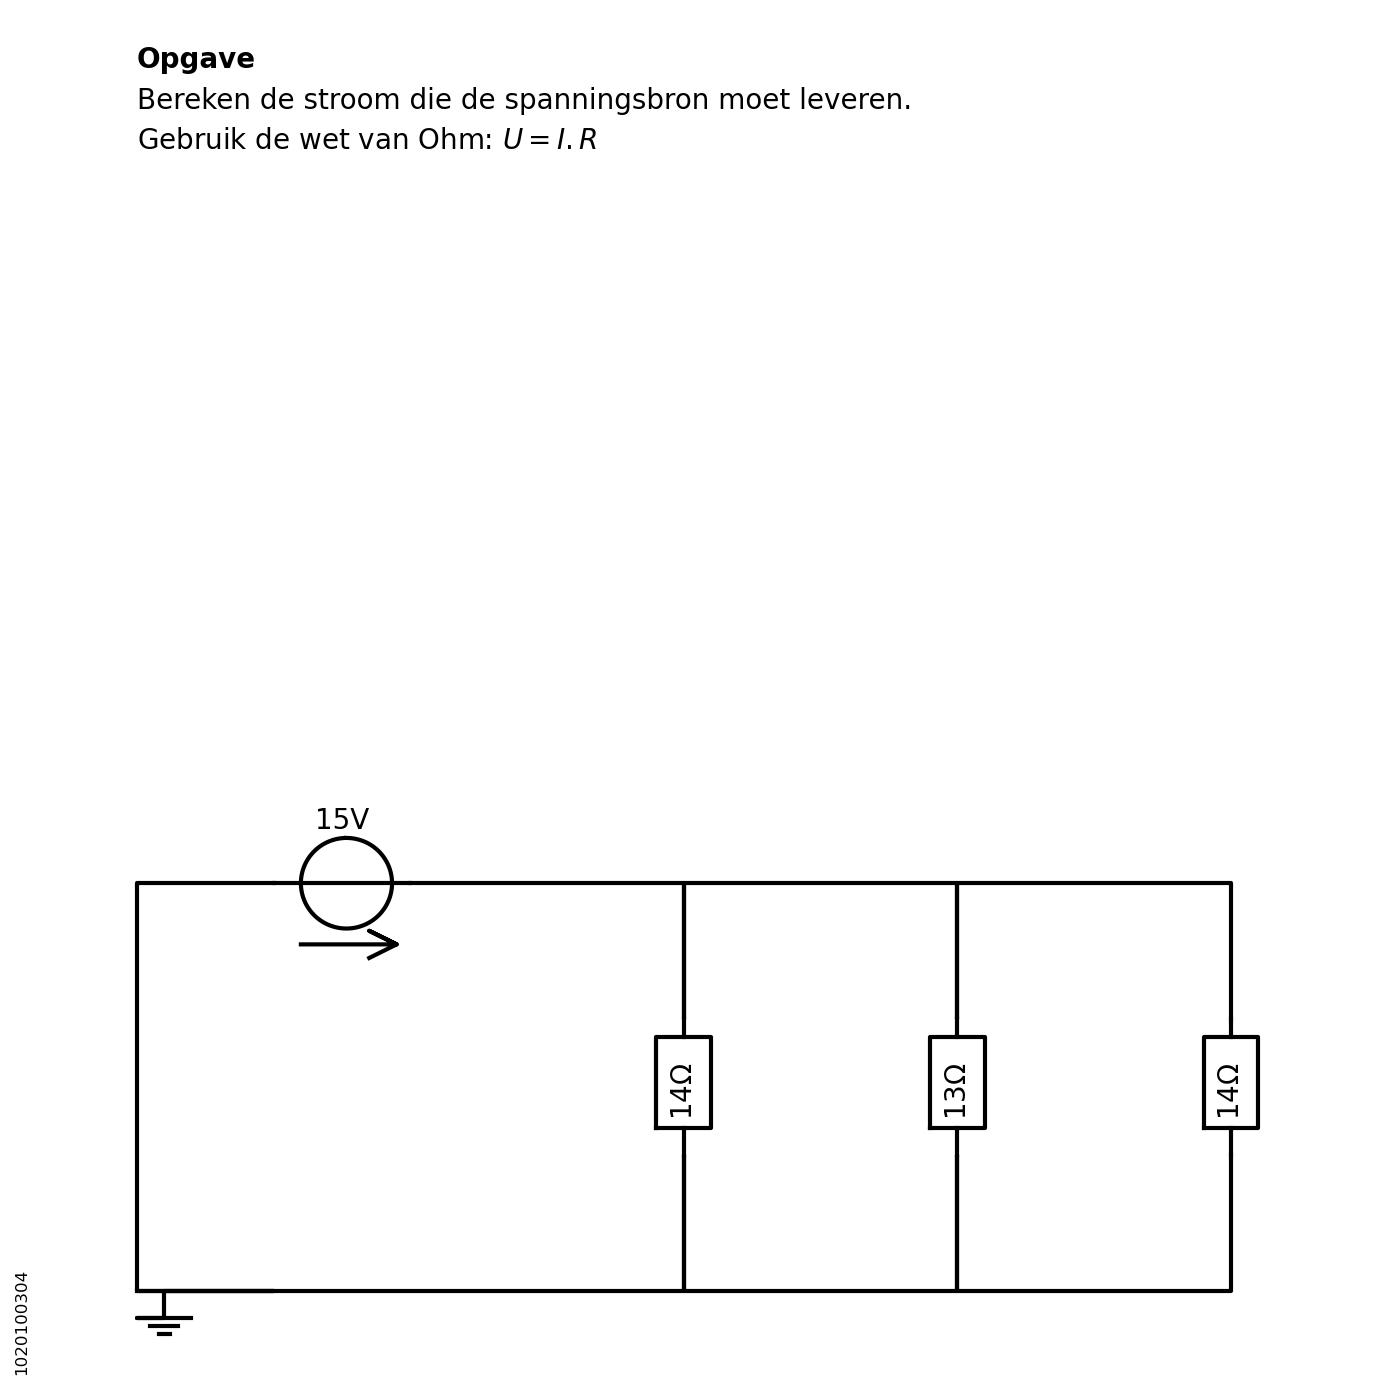 Opgave
Bereken de stroom die de spanningsbron moet leveren.
Gebruik de wet van Ohm: U = I.R
15V
14Ω
13Ω
14Ω
1020100304